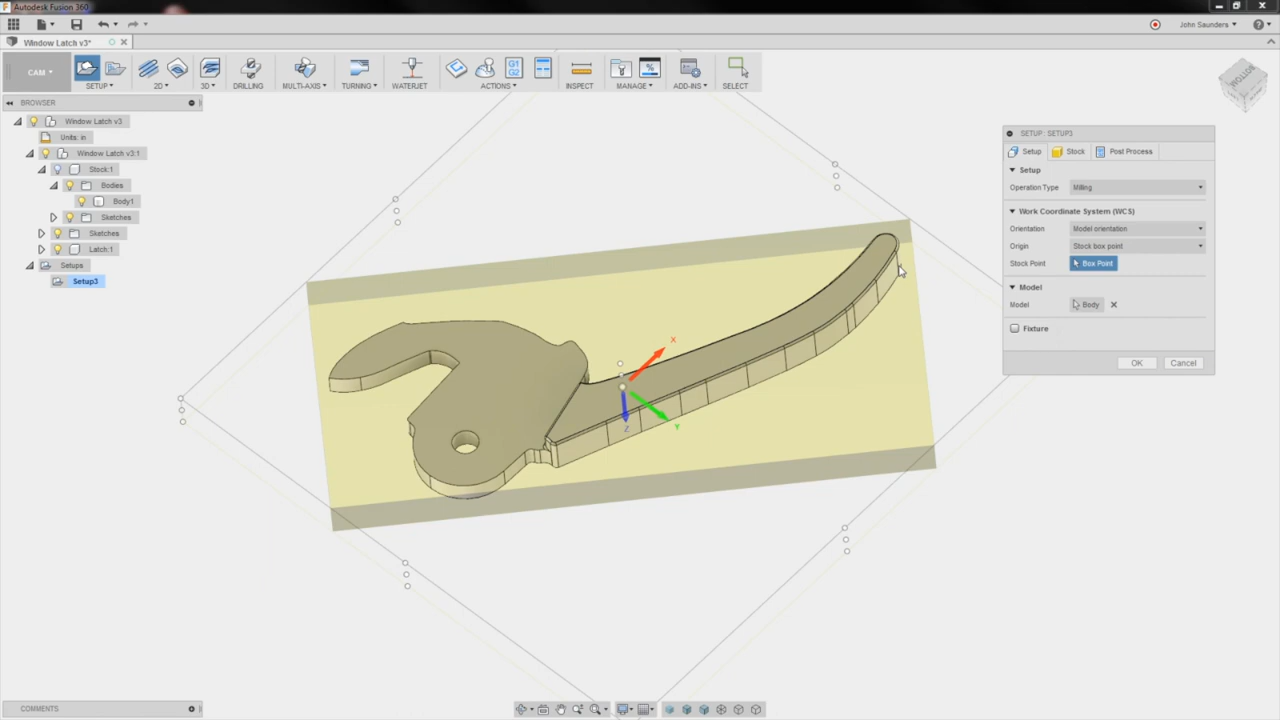 Autodesk Fusion 360
John Saunders
Window Latch v3*
CAM
SETUP
2D
3D
DRILLING
MULTI-AXIS
TURNING
WATERJET
G1
G2
ACTIONS
INSPECT
MANAGE
ADD-INS
SELECT
BROWSER
Window Latch v3
Units: in
Window Latch v3:1
Stock:1
Bodies
Body1
Sketches
Sketches
Latch:1
Setups
Setup3
X
Y
Z
BOTTOM
SETUP: SETUP3
Setup
Stock
Post Process
Setup
Operation Type
Milling
Work Coordinate System (WCS)
Orientation
Model orientation
Origin
Stock box point
Stock Point
Box Point
Model
Model
Body
Fixture
OK
Cancel
COMMENTS